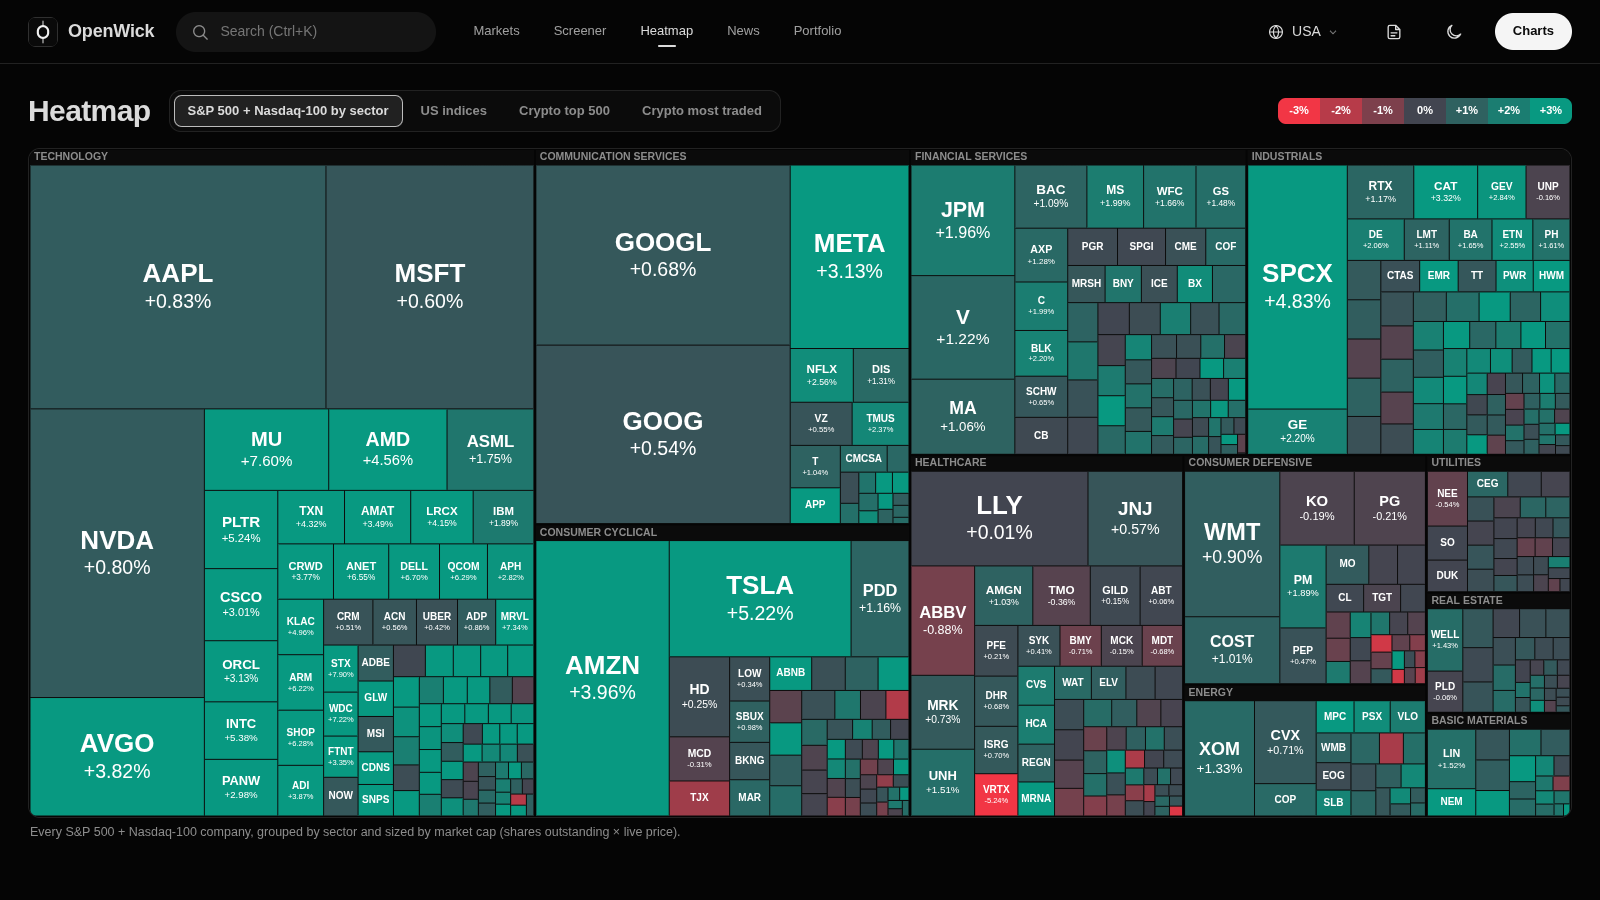 OpenWick
Search (Ctrl+K)
Markets
Screener
Heatmap
News
Portfolio
USA
Charts
Heatmap
S&P 500 + Nasdaq-100 by sector
US indices
Crypto top 500
Crypto most traded
-3% -2% -1% 0% +1% +2% +3%
TECHNOLOGY
AAPL
+0.83%
MSFT
+0.60%
NVDA
+0.80%
AVGO
+3.82%
MU
+7.60%
AMD
+4.56%
ASML
+1.75%
PLTR
+5.24%
CSCO
+3.01%
ORCL
+3.13%
INTC
+5.38%
PANW
+2.98%
TXN
+4.32%
AMAT
+3.49%
LRCX
+4.15%
IBM
+1.89%
CRWD
+3.77%
ANET
+6.55%
DELL
+6.70%
QCOM
+6.29%
APH
+2.82%
KLAC
+4.96%
ARM
+6.22%
SHOP
+6.28%
ADI
+3.87%
CRM
+0.51%
ACN
+0.56%
UBER
+0.42%
ADP
+0.86%
MRVL
+7.34%
STX
+7.90%
WDC
+7.22%
FTNT
+3.35%
NOW
ADBE
GLW
MSI
CDNS
SNPS
COMMUNICATION SERVICES
GOOGL
+0.68%
GOOG
+0.54%
META
+3.13%
NFLX
+2.56%
DIS
+1.31%
VZ
+0.55%
TMUS
+2.37%
T
+1.04%
CMCSA
APP
CONSUMER CYCLICAL
AMZN
+3.96%
TSLA
+5.22%
PDD
+1.16%
HD
+0.25%
MCD
-0.31%
TJX
LOW
+0.34%
SBUX
+0.98%
BKNG
MAR
ABNB
FINANCIAL SERVICES
JPM
+1.96%
V
+1.22%
MA
+1.06%
BAC
+1.09%
MS
+1.99%
WFC
+1.66%
GS
+1.48%
AXP
+1.28%
C
+1.99%
BLK
+2.20%
SCHW
+0.65%
CB
PGR
SPGI
CME
COF
MRSH
BNY
ICE
BX
INDUSTRIALS
SPCX
+4.83%
GE
+2.20%
RTX
+1.17%
CAT
+3.32%
GEV
+2.84%
UNP
-0.16%
DE
+2.06%
LMT
+1.11%
BA
+1.65%
ETN
+2.55%
PH
+1.61%
CTAS
EMR
TT
PWR
HWM
HEALTHCARE
LLY
+0.01%
JNJ
+0.57%
ABBV
-0.88%
MRK
+0.73%
UNH
+1.51%
AMGN
+1.03%
TMO
-0.36%
GILD
+0.15%
ABT
+0.06%
PFE
+0.21%
DHR
+0.68%
ISRG
+0.70%
VRTX
-5.24%
SYK
+0.41%
BMY
-0.71%
MCK
-0.15%
MDT
-0.68%
CVS
HCA
REGN
MRNA
WAT
ELV
CONSUMER DEFENSIVE
WMT
+0.90%
COST
+1.01%
KO
-0.19%
PG
-0.21%
PM
+1.89%
PEP
+0.47%
MO
CL
TGT
ENERGY
XOM
+1.33%
CVX
+0.71%
COP
MPC
PSX
VLO
WMB
EOG
SLB
UTILITIES
NEE
-0.54%
SO
DUK
CEG
REAL ESTATE
WELL
+1.43%
PLD
-0.06%
BASIC MATERIALS
LIN
+1.52%
NEM
Every S&P 500 + Nasdaq-100 company, grouped by sector and sized by market cap (shares outstanding × live price).